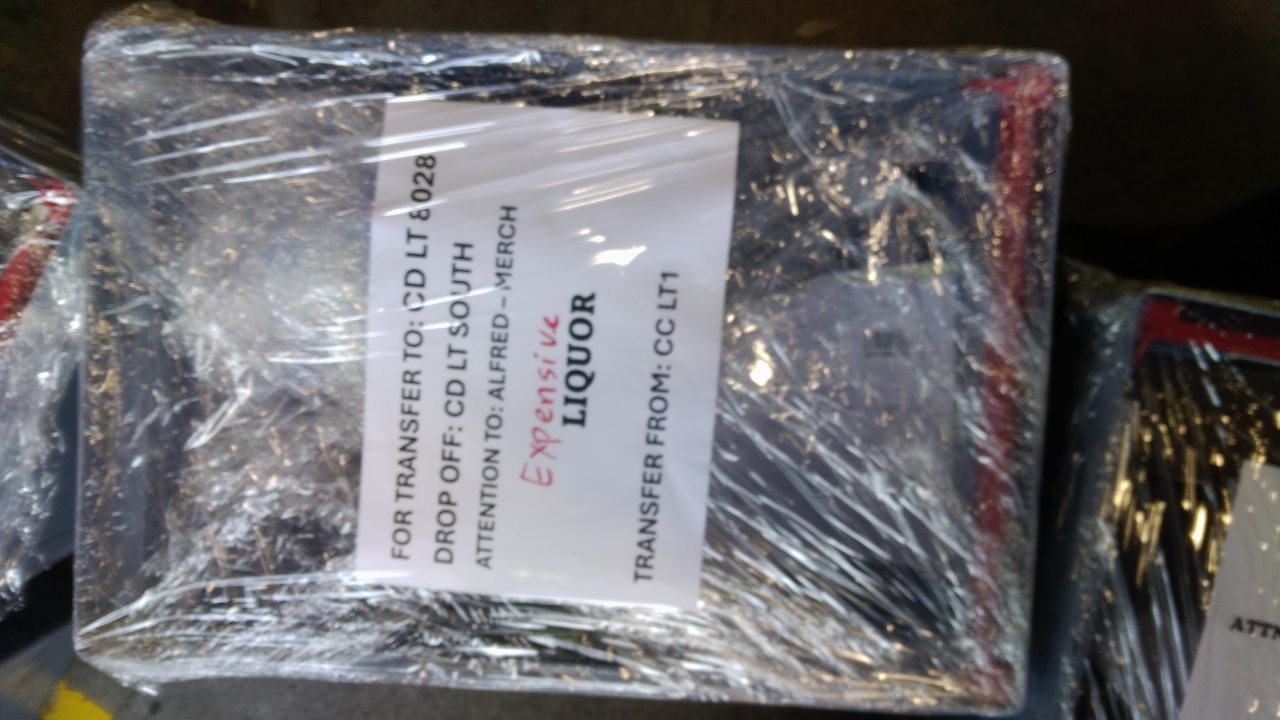 FOR TRANSFER TO: CD LT 8028
DROP OFF: CD LT SOUTH
ATTENTION TO: ALFRED-MERCH
Expensive
LIQUOR
TRANSFER FROM: CC LT1